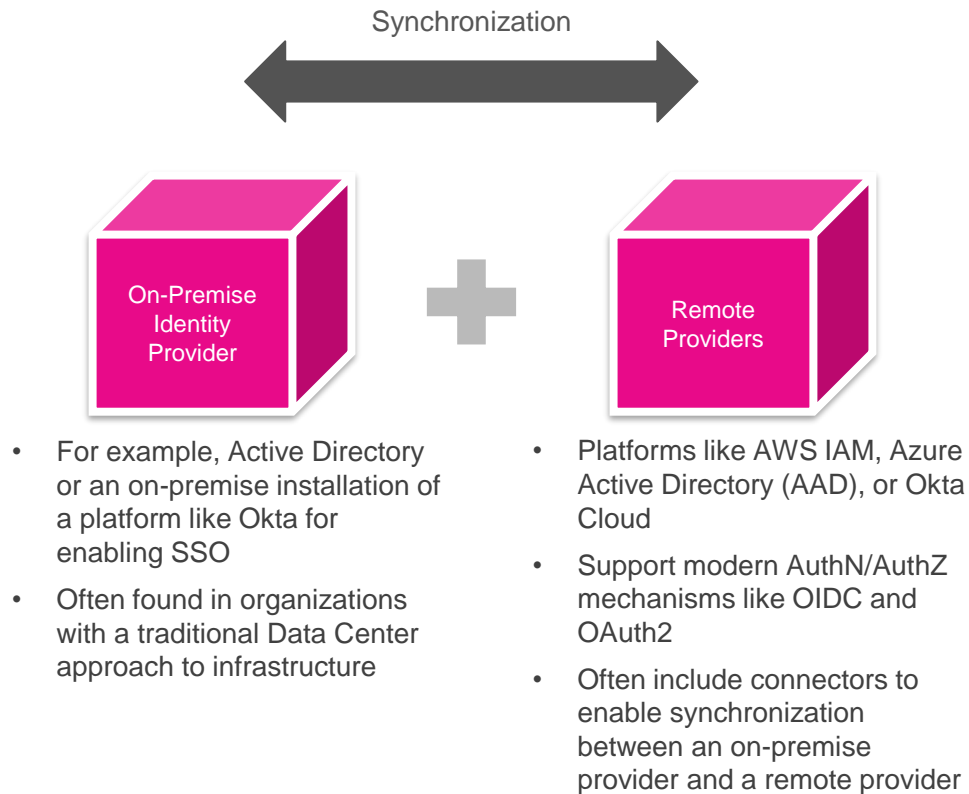 Synchronization
On-Premise
Identity
Provider
Remote
Providers
• For example, Active Directory
or an on-premise installation of
a platform like Okta for
enabling SSO
• Often found in organizations
with a traditional Data Center
approach to infrastructure
• Platforms like AWS IAM, Azure
Active Directory (AAD), or Okta
Cloud
• Support modern AuthN/AuthZ
mechanisms like OIDC and
OAuth2
• Often include connectors to
enable synchronization
between an on-premise
provider and a remote provider